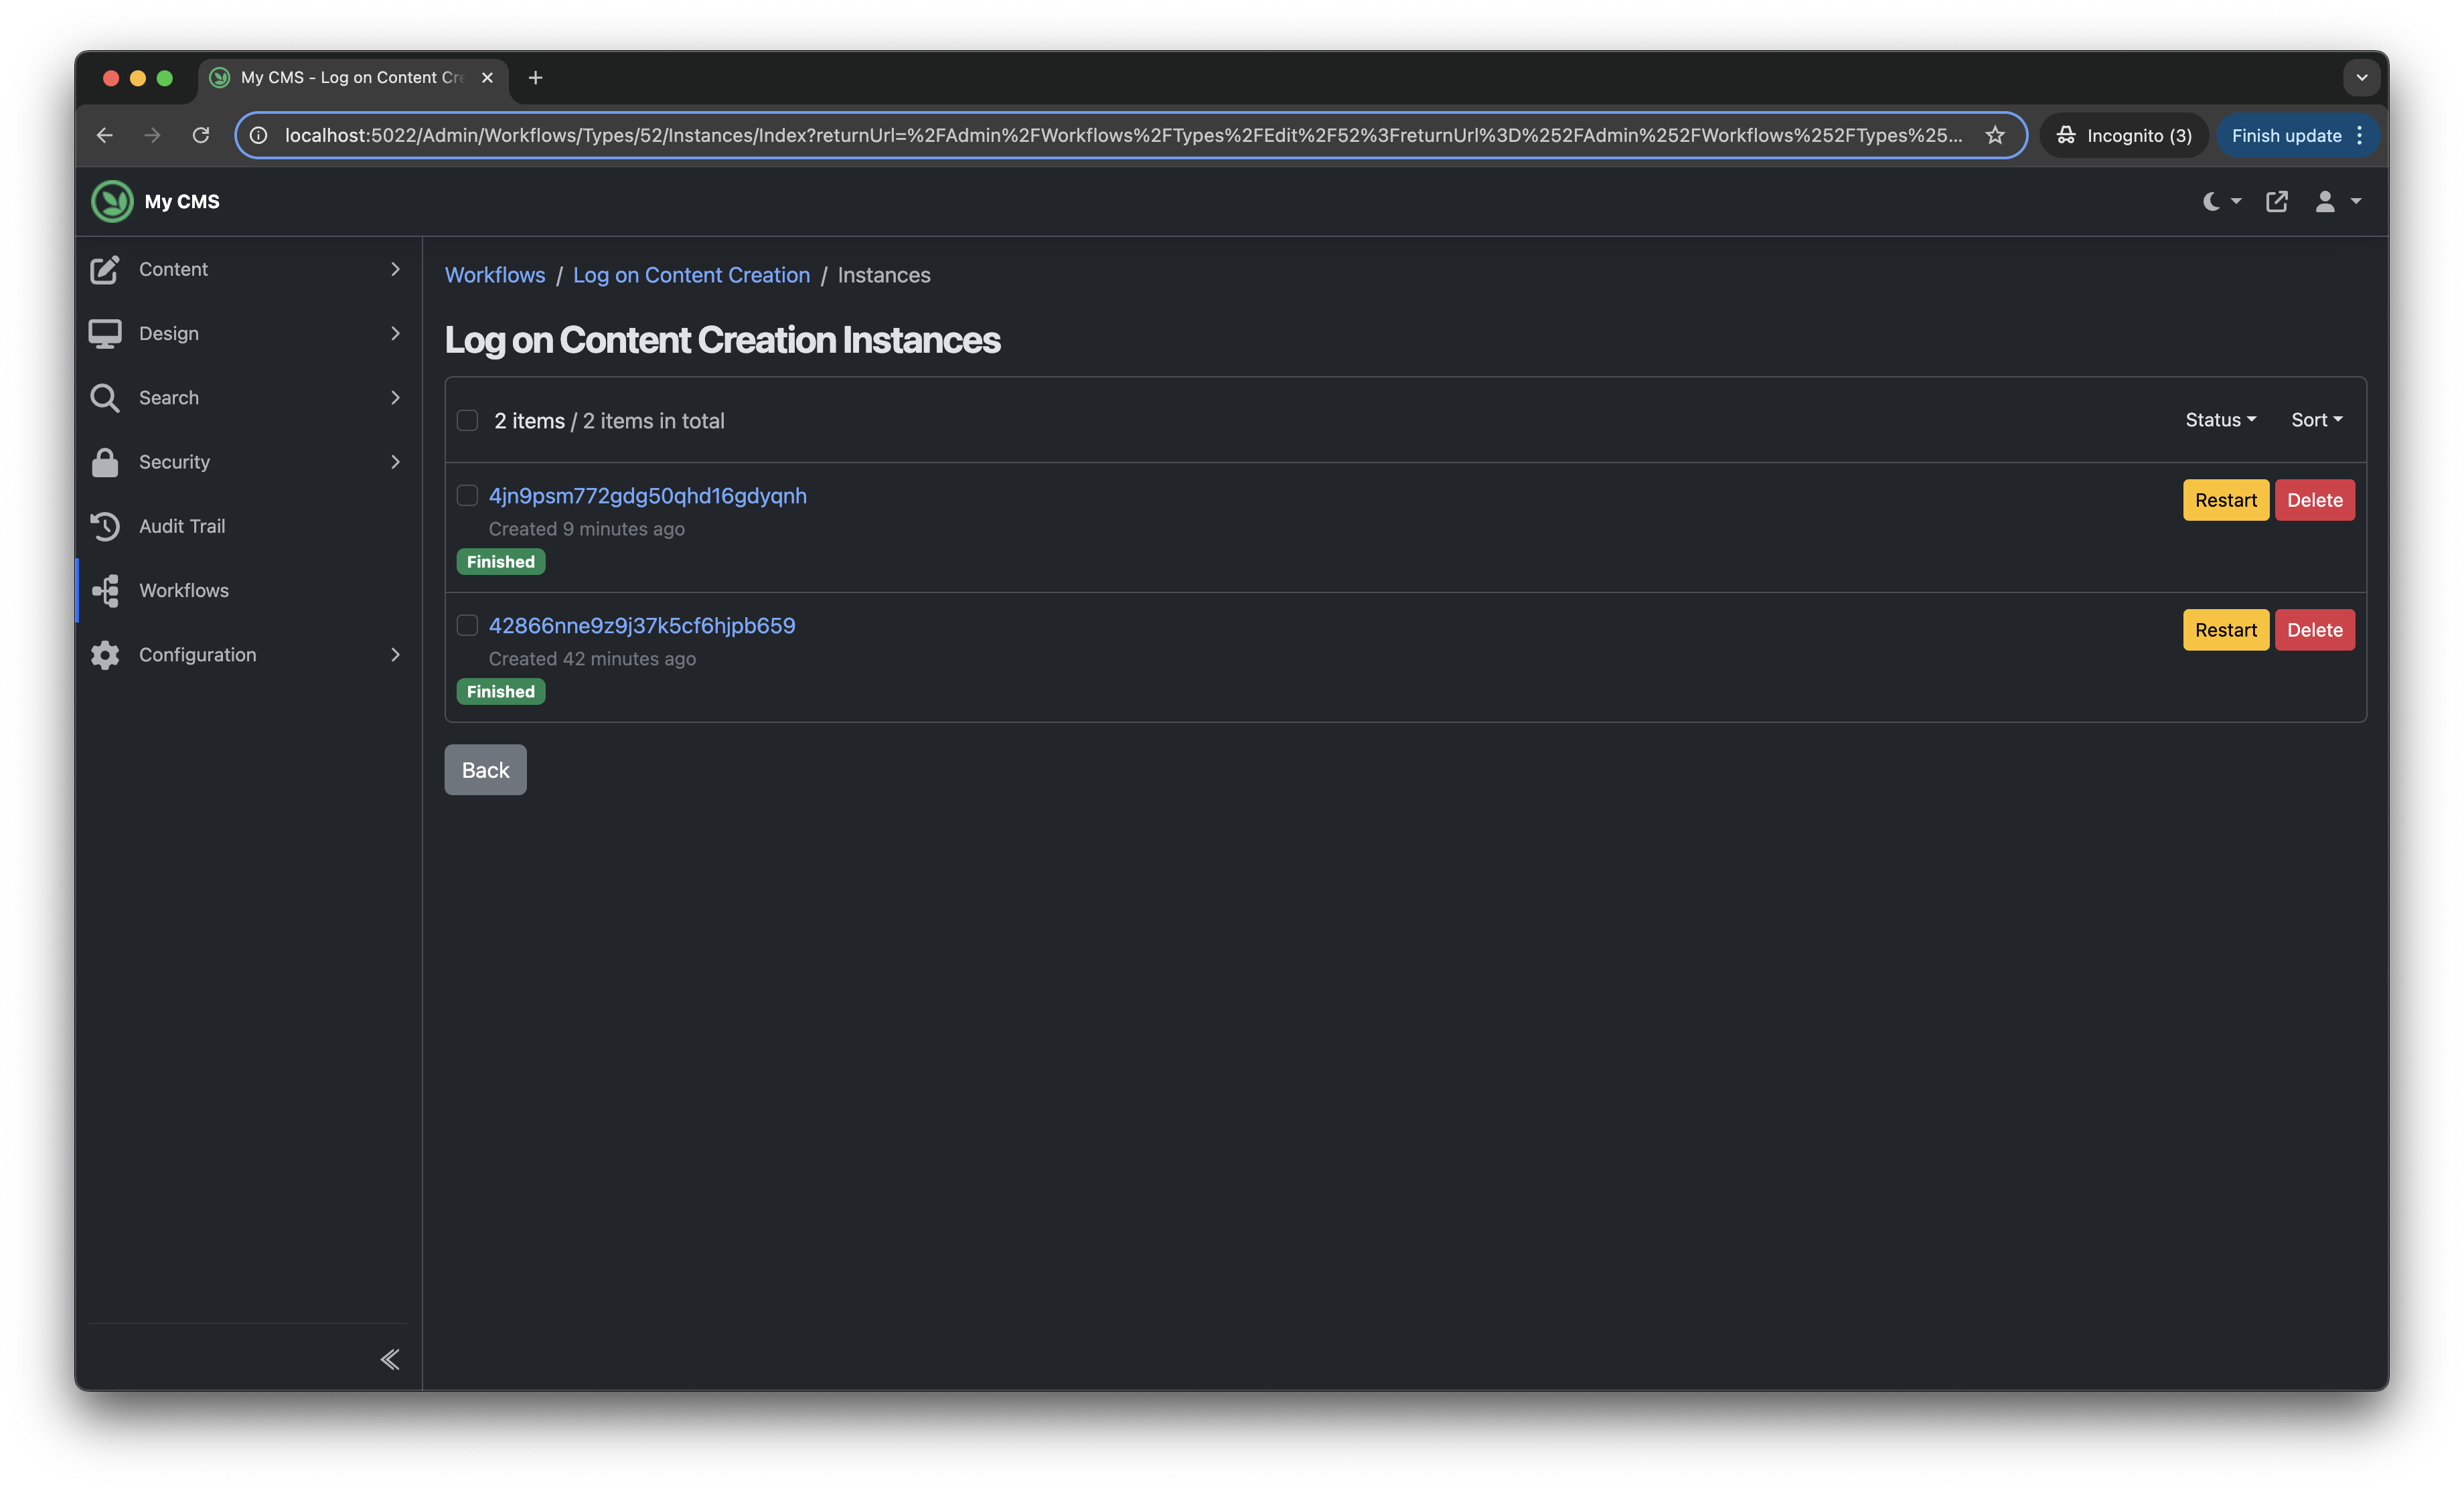 My CMS - Log on Content Cre
localhost:5022/Admin/Workflows/Types/52/Instances/Index?returnUrl=%2FAdmin%2FWorkflows%2FTypes%2FEdit%2F52%3FreturnUrl%3D%252FAdmin%252FWorkflows%252FTypes%25...
Incognito (3)
Finish update
My CMS
Content
Design
Search
Security
Audit Trail
Workflows
Configuration
Workflows / Log on Content Creation / Instances
Log on Content Creation Instances
2 items / 2 items in total
Status
Sort
4jn9psm772gdg50qhd16gdyqnh
Restart
Delete
Created 9 minutes ago
Finished
42866nne9z9j37k5cf6hjpb659
Restart
Delete
Created 42 minutes ago
Finished
Back